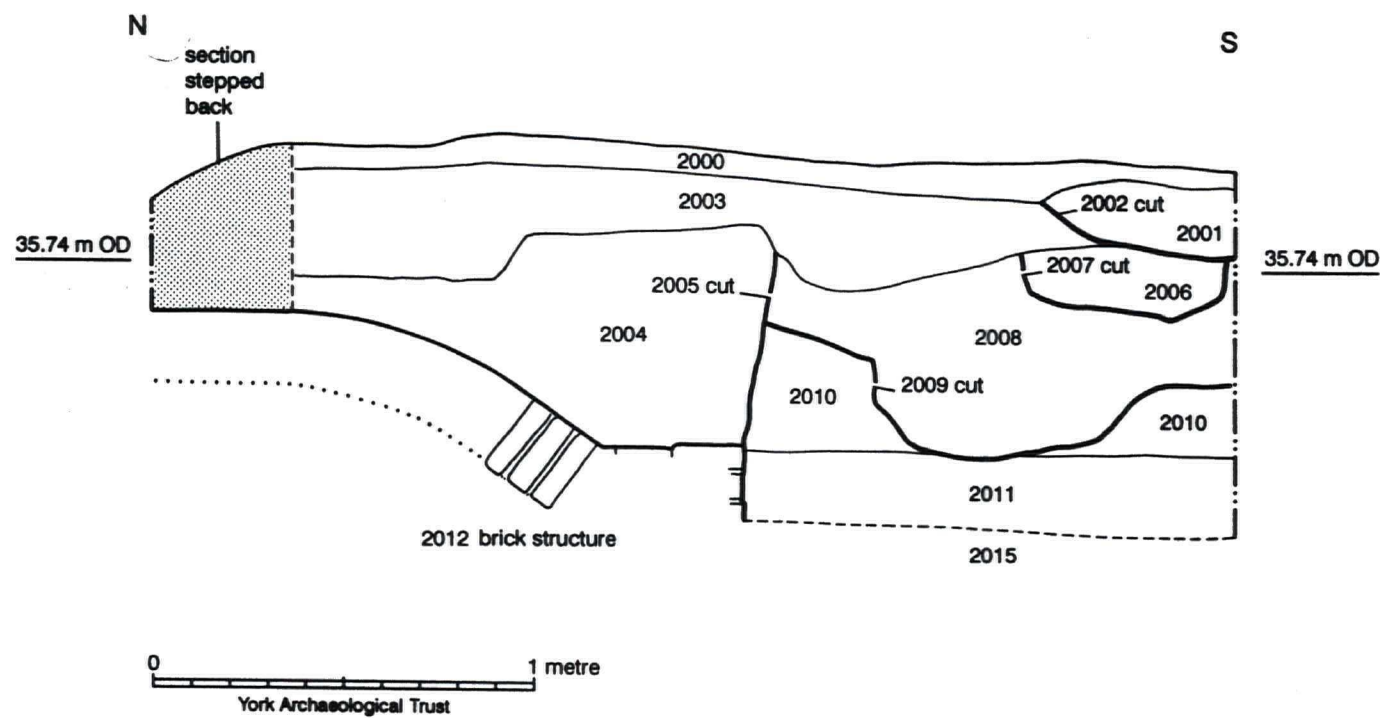 N
S
section
stepped
back
2000
2003
2002 cut
2001
35.74 m OD
35.74 m OD
2007 cut
2005 cut
2006
2004
2008
2009 cut
2010
2010
2011
2012 brick structure
2015
0
1 metre
York Archaeological Trust